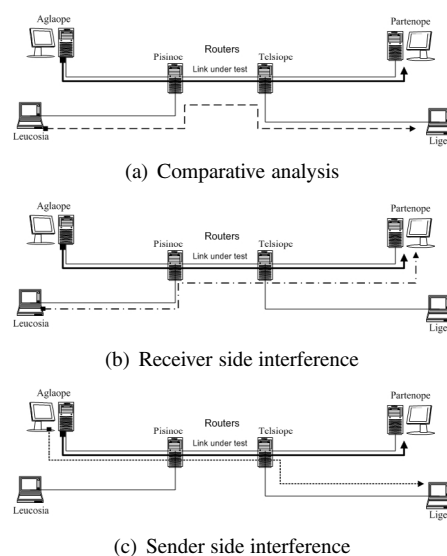 Aglaope
Partenope
Routers
Pisinoe
Telsiope
Link under test
Leucosia
Lige
(a) Comparative analysis
Aglaope
Partenope
Routers
Pisinoe
Telsiope
Link under test
Leucosia
Lige
(b) Receiver side interference
Aglaope
Partenope
Routers
Pisinoe
Telsiope
Link under test
Leucosia
Lige
(c) Sender side interference